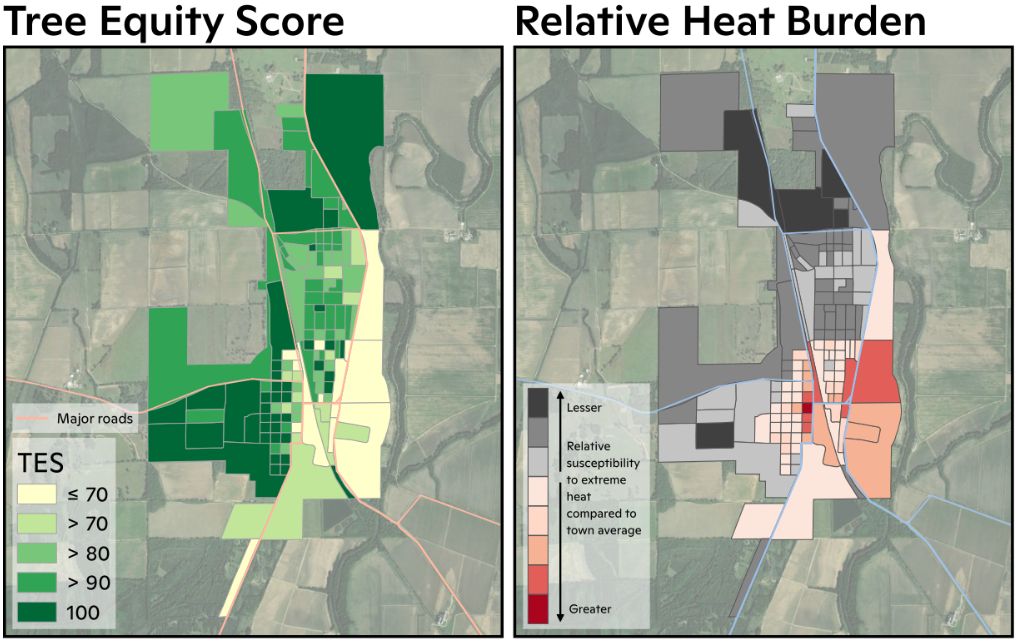 Tree Equity Score
Relative Heat Burden
Major roads
TES
≤ 70
> 70
> 80
> 90
100
Lesser
Relative
susceptibility
to extreme
heat
compared to
town average
Greater